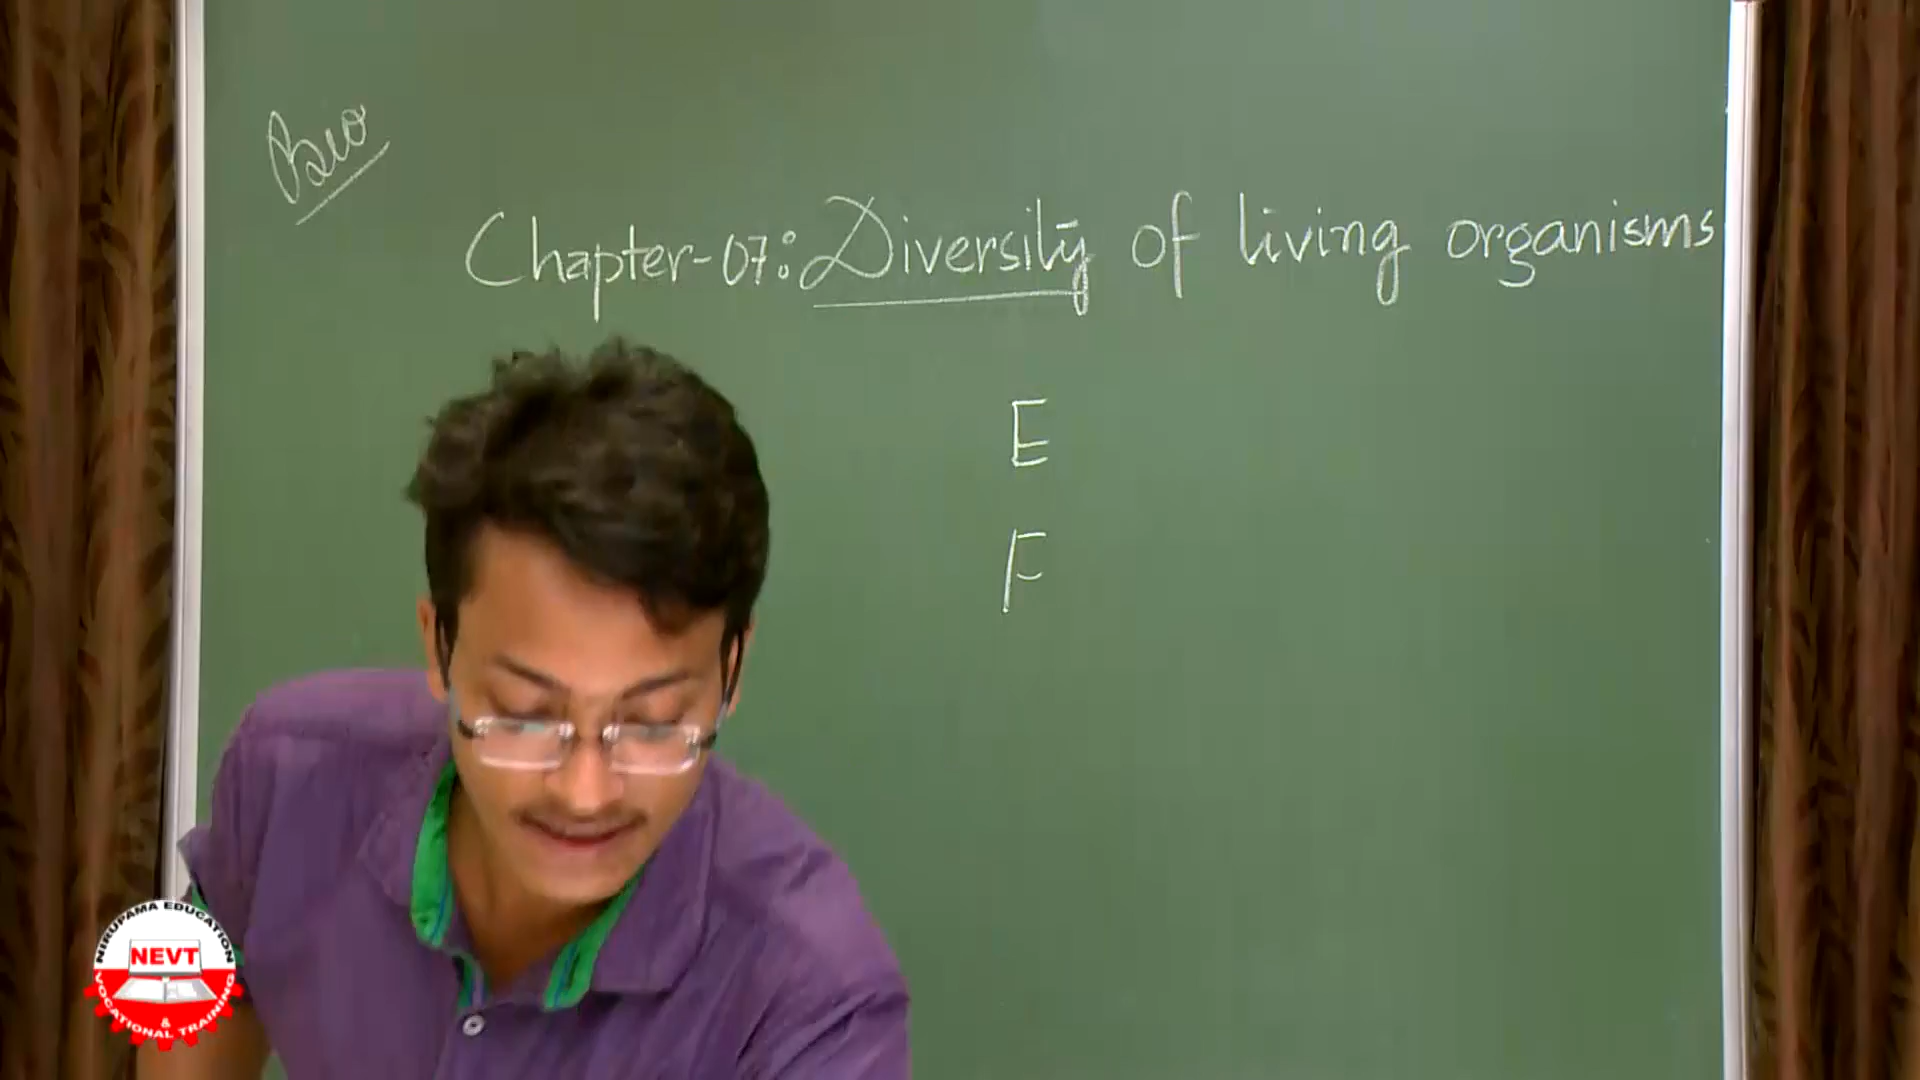 Bio
Chapter-07: Diversity of living organisms
E
F
NIRUPAMA EDUCATION
NEVT
&
VOCATIONAL TRAINING